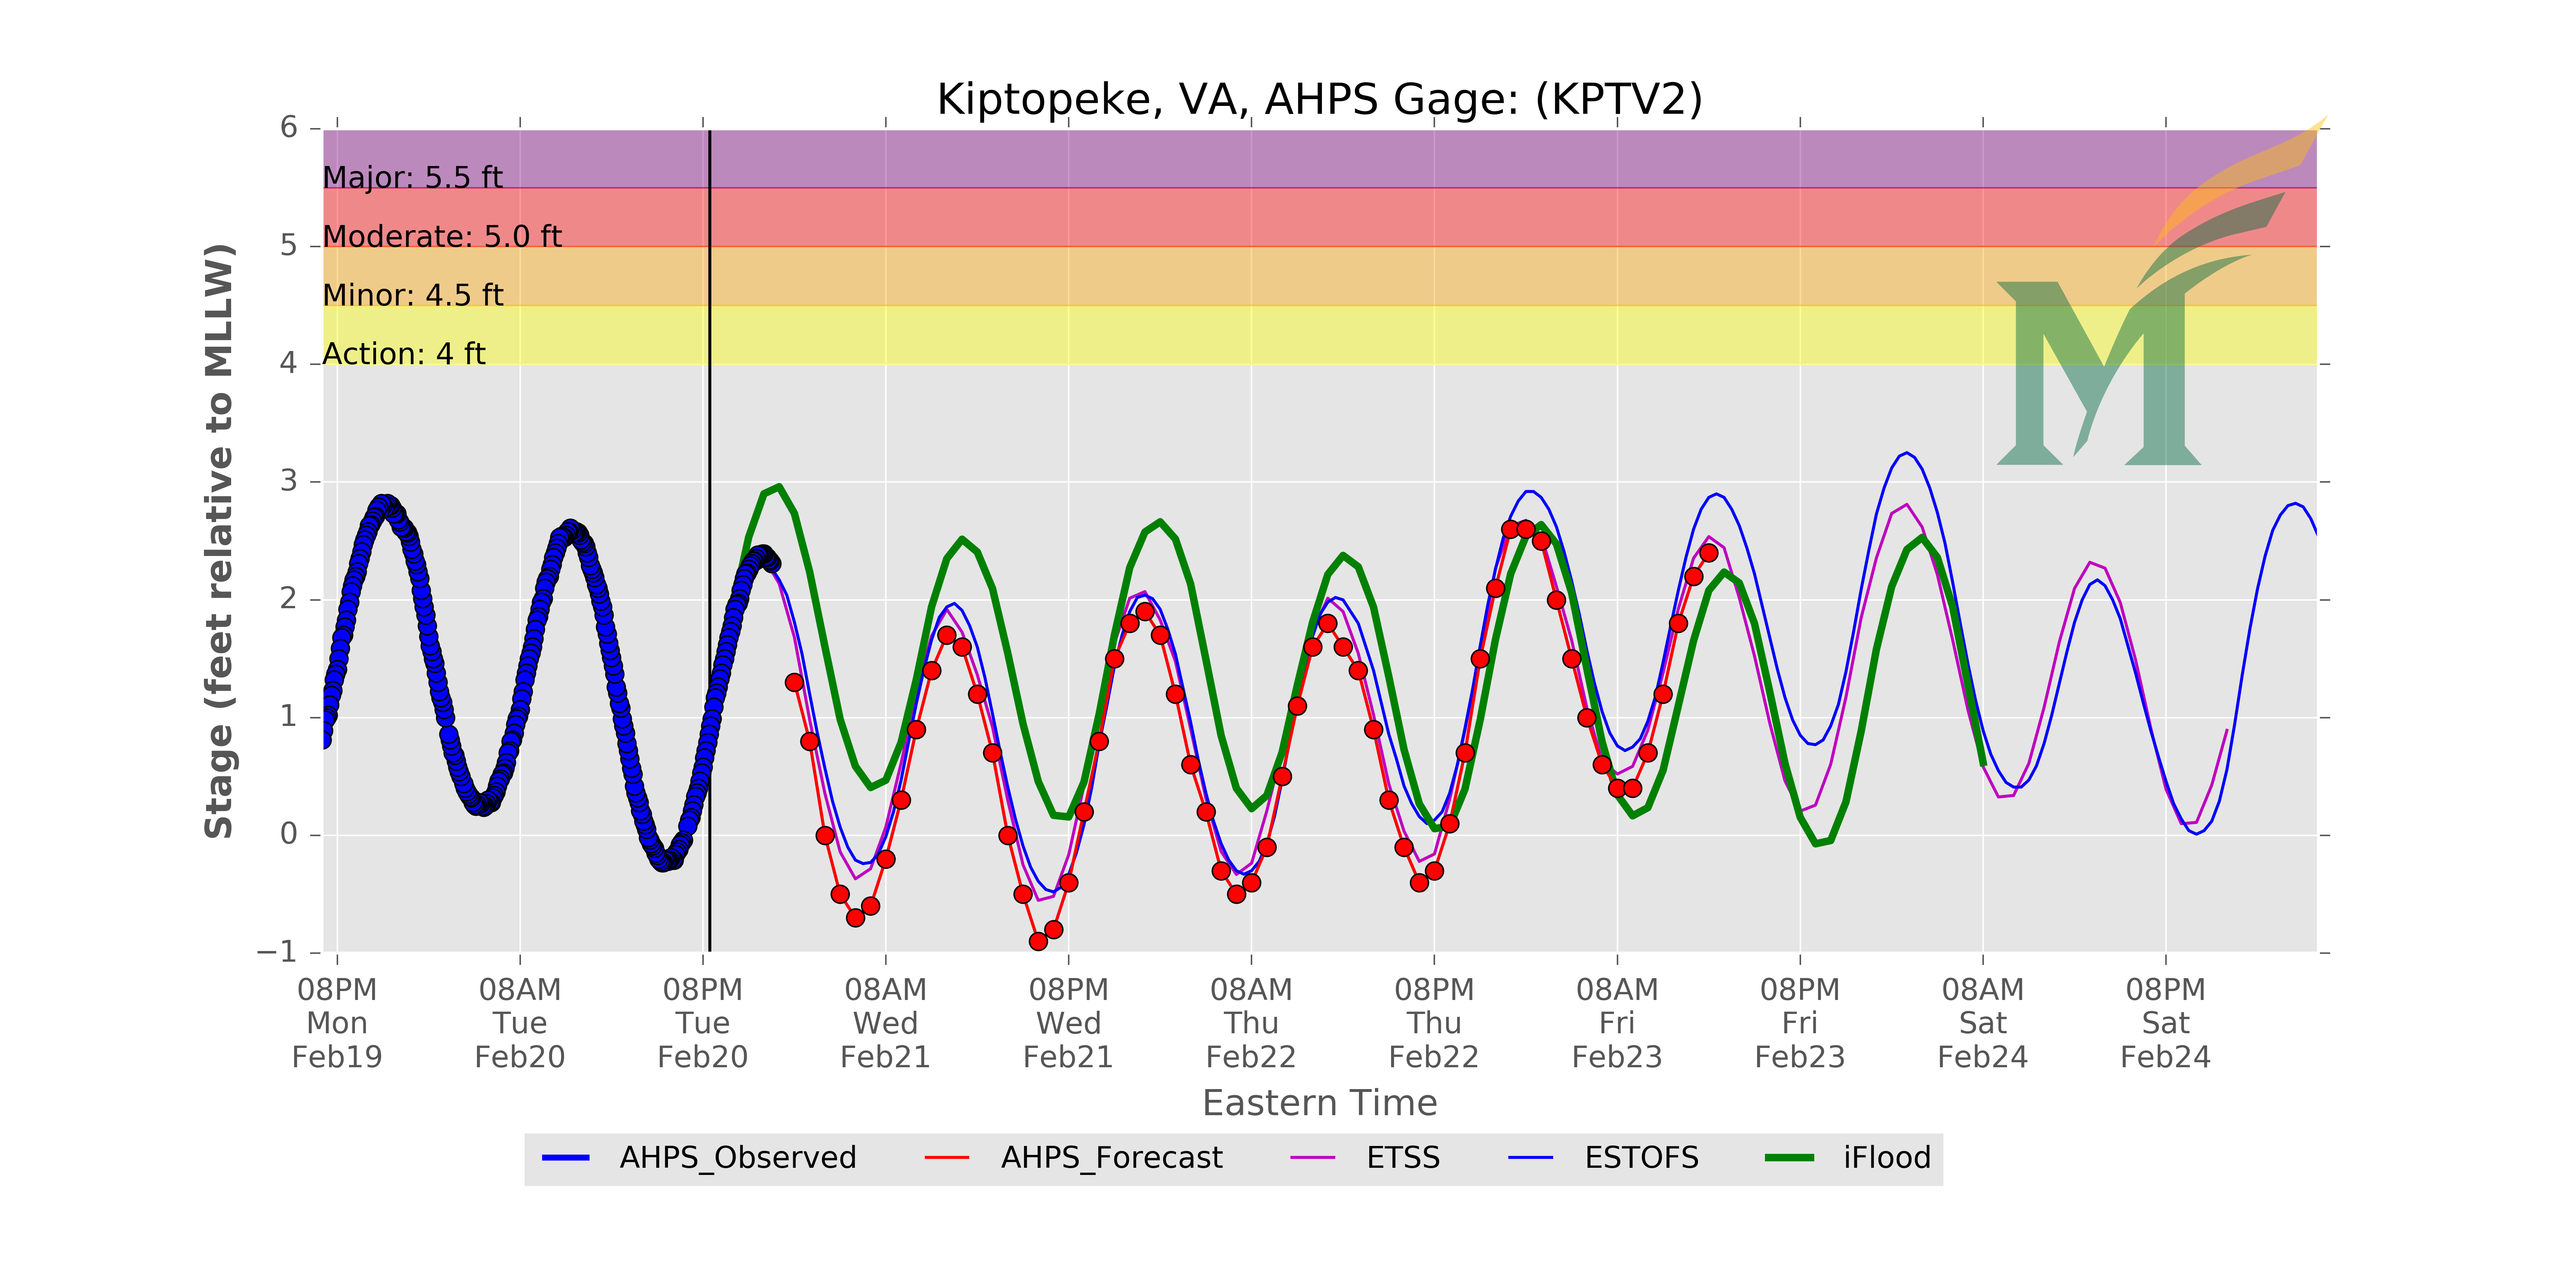 Kiptopeke, VA, AHPS Gage: (KPTV2)
6
Major: 5.5 ft
Moderate: 5.0 ft
5
Minor: 4.5 ft
Action: 4 ft
4
3
2
1
0
−1
Stage (feet relative to MLLW)
08PM Mon Feb19
08AM Tue Feb20
08PM Tue Feb20
08AM Wed Feb21
08PM Wed Feb21
08AM Thu Feb22
08PM Thu Feb22
08AM Fri Feb23
08PM Fri Feb23
08AM Sat Feb24
08PM Sat Feb24
Eastern Time
AHPS_Observed AHPS_Forecast ETSS ESTOFS iFlood
M